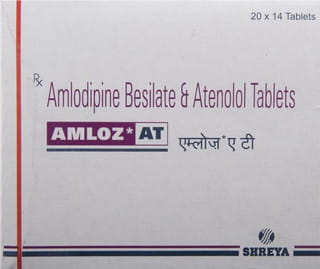 20 x 14 Tablets
Rx Amlodipine Besilate & Atenolol Tablets
AMLOZ* AT
एम्लोज़* ए टी
SHREYA